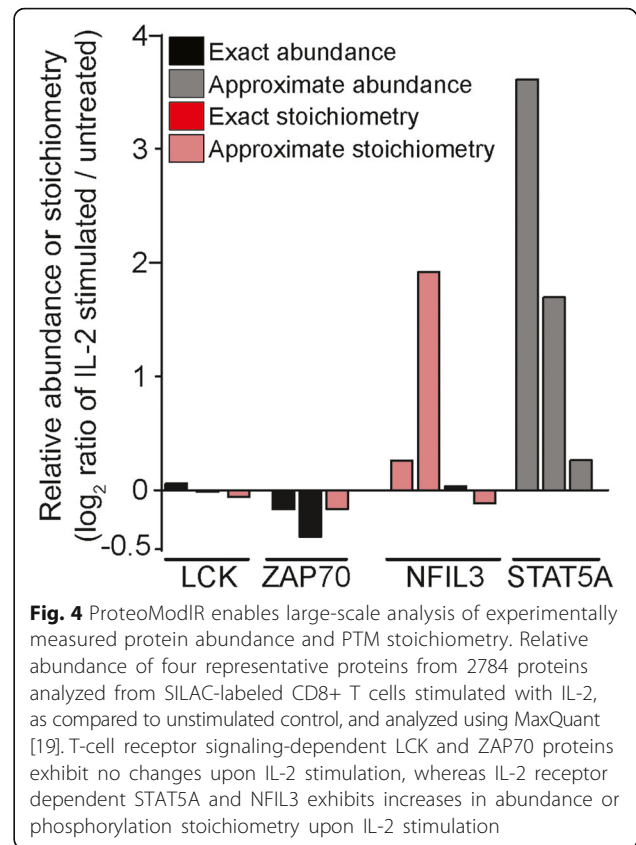 Relative abundance or stoichiometry
(log2 ratio of IL-2 stimulated / untreated)
4
3
2
1
0
-0.5
Exact abundance
Approximate abundance
Exact stoichiometry
Approximate stoichiometry
LCK ZAP70 NFIL3 STAT5A
Fig. 4 ProteoModlR enables large-scale analysis of experimentally
measured protein abundance and PTM stoichiometry. Relative
abundance of four representative proteins from 2784 proteins
analyzed from SILAC-labeled CD8+ T cells stimulated with IL-2,
as compared to unstimulated control, and analyzed using MaxQuant
[19]. T-cell receptor signaling-dependent LCK and ZAP70 proteins
exhibit no changes upon IL-2 stimulation, whereas IL-2 receptor
dependent STAT5A and NFIL3 exhibits increases in abundance or
phosphorylation stoichiometry upon IL-2 stimulation